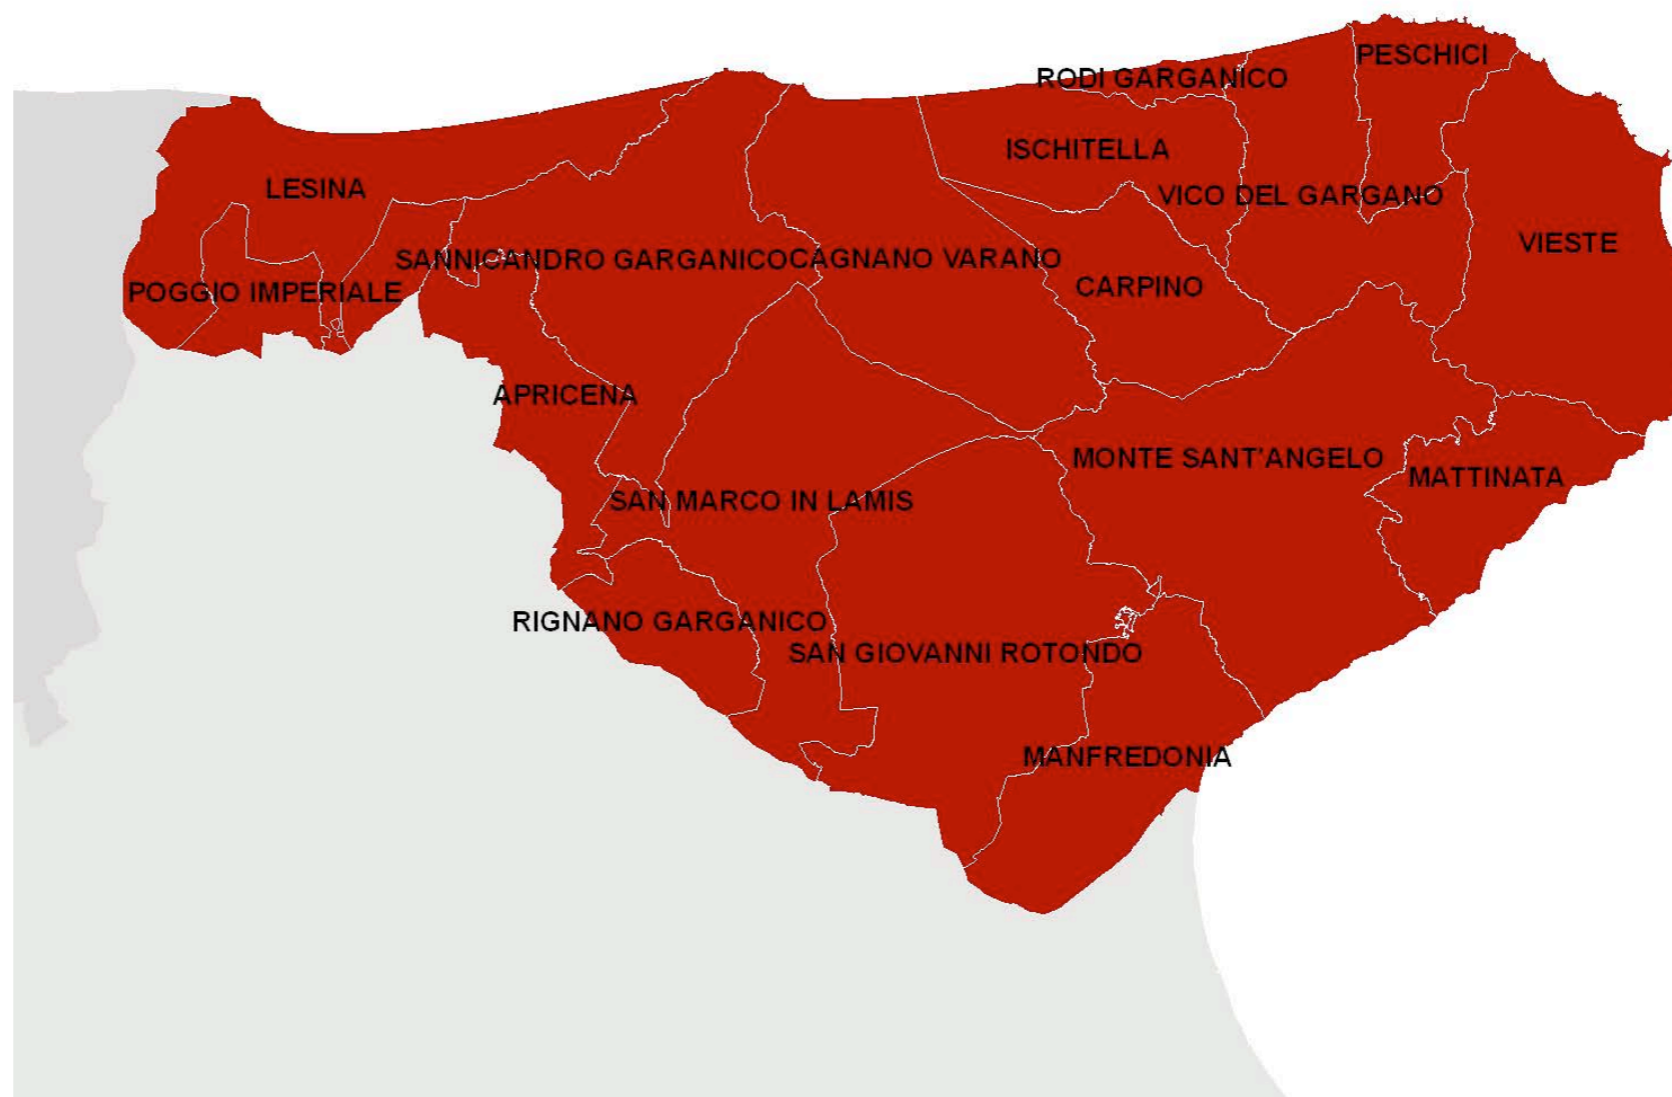 PESCHICI
RODI GARGANICO
ISCHITELLA
LESINA
VICO DEL GARGANO
VIESTE
SANNICANDRO GARGANICO
CAGNANO VARANO
CARPINO
POGGIO IMPERIALE
APRICENA
MONTE SANT'ANGELO
MATTINATA
SAN MARCO IN LAMIS
RIGNANO GARGANICO
SAN GIOVANNI ROTONDO
MANFREDONIA